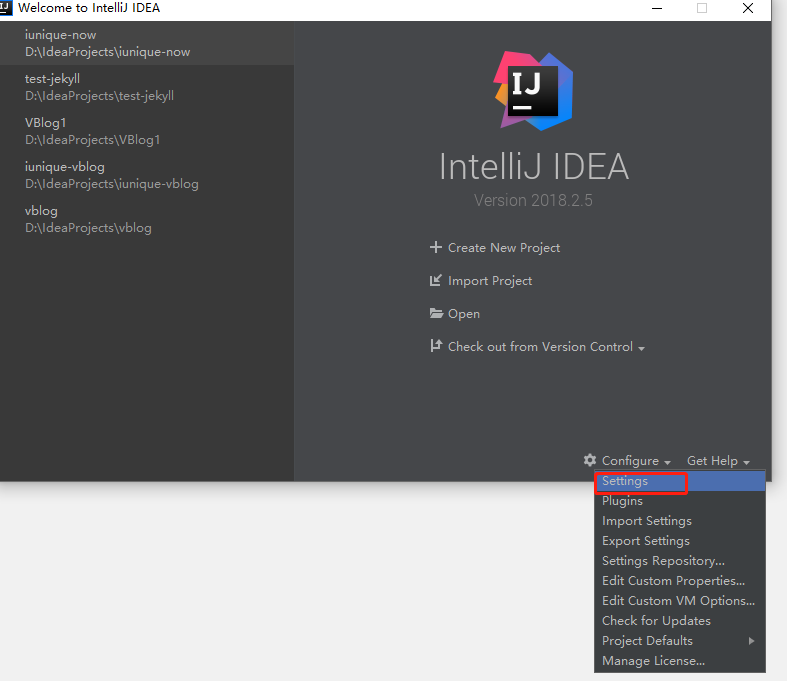 IJ
Welcome to IntelliJ IDEA
iunique-now
D:\IdeaProjects\iunique-now
test-jekyll
D:\IdeaProjects\test-jekyll
VBlog1
D:\IdeaProjects\VBlog1
iunique-vblog
D:\IdeaProjects\iunique-vblog
vblog
D:\IdeaProjects\vblog
IJ
IntelliJ IDEA
Version 2018.2.5
Create New Project
Import Project
Open
Check out from Version Control
Configure
Get Help
Settings
Plugins
Import Settings
Export Settings
Settings Repository...
Edit Custom Properties...
Edit Custom VM Options...
Check for Updates
Project Defaults
Manage License...